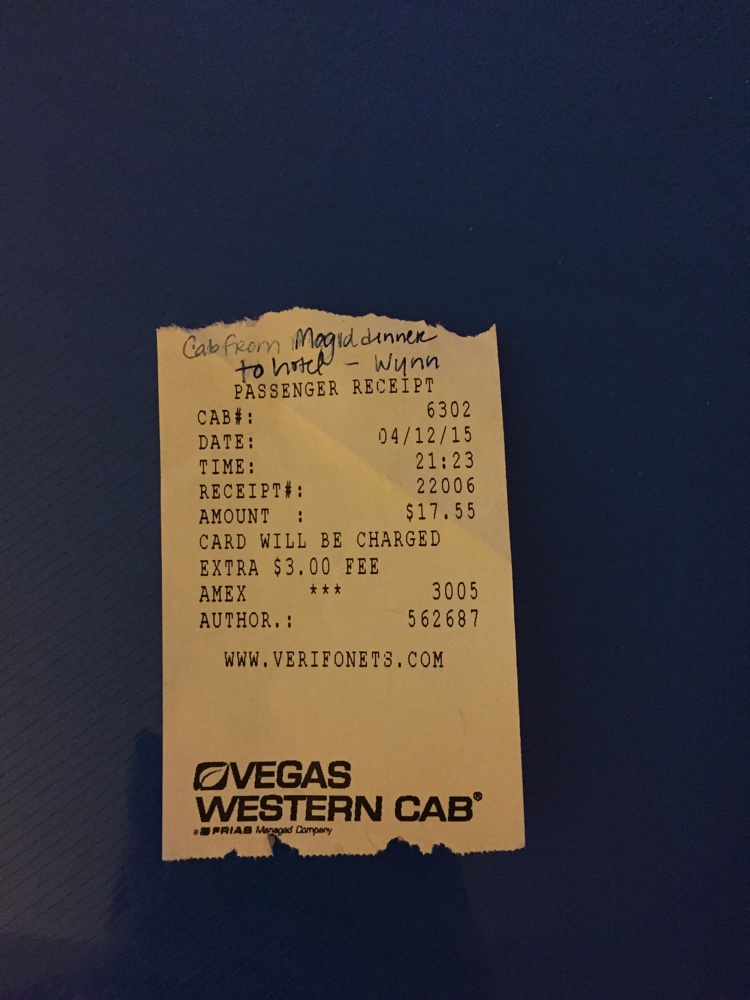 Cab from Magid dinner
to hotel - Wynn
PASSENGER RECEIPT
CAB#: 6302
DATE: 04/12/15
TIME: 21:23
RECEIPT#: 22006
AMOUNT : $17.55
CARD WILL BE CHARGED
EXTRA $3.00 FEE
AMEX *** 3005
AUTHOR.: 562687
WWW.VERIFONETS.COM
VEGAS
WESTERN CAB®
a FRIAS Managed Company